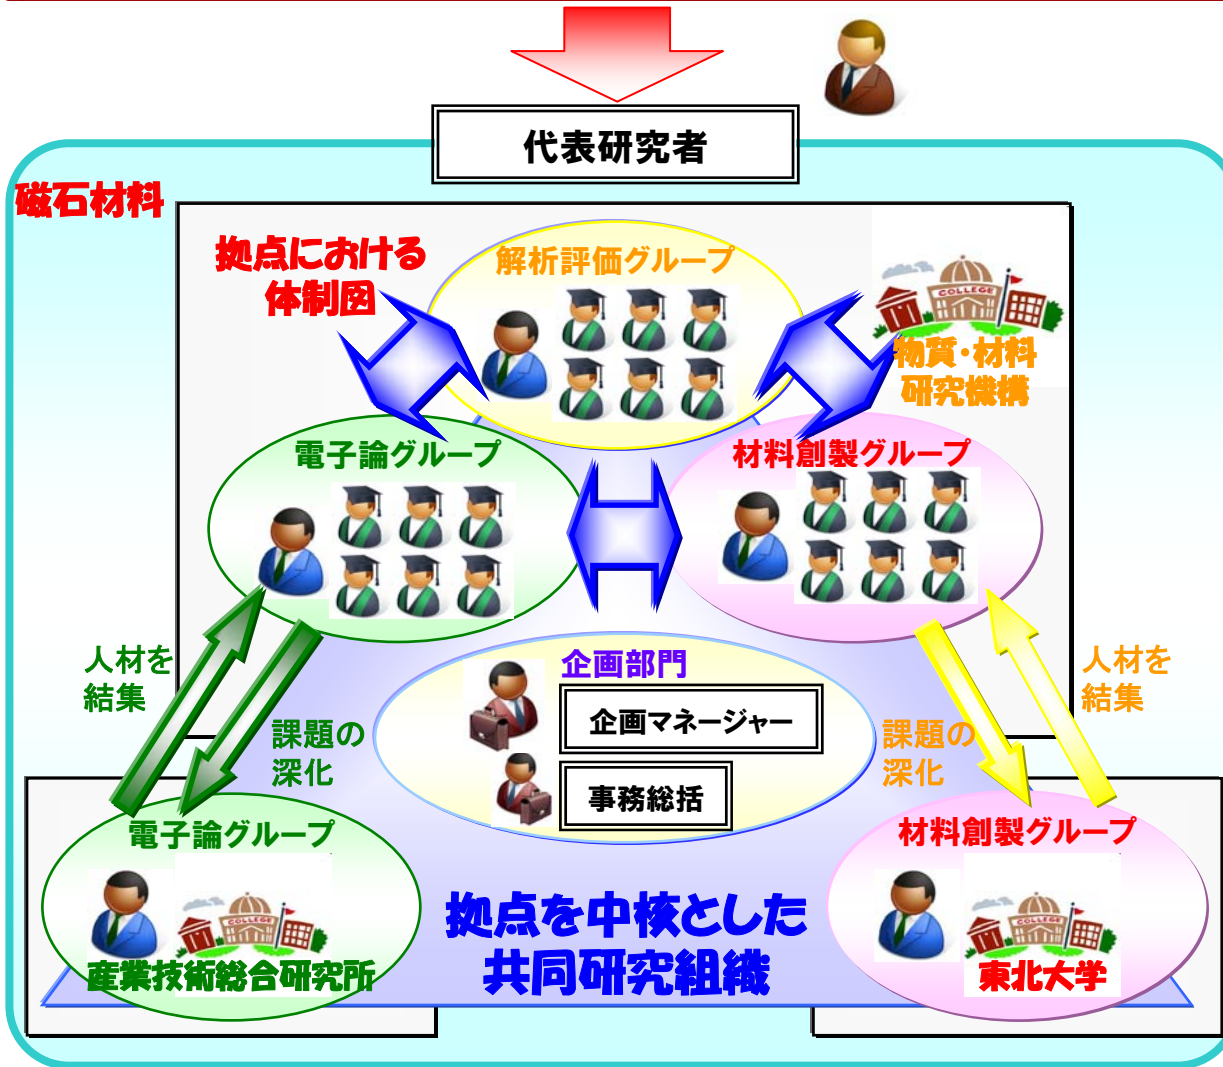 代表研究者
磁石材料
拠点における
体制図
解析評価グループ
COLLEGE
物質・材料
研究機構
電子論グループ
材料創製グループ
人材を
結集
課題の
深化
企画部門
企画マネージャー
事務総括
課題の
深化
人材を
結集
電子論グループ
COLLEGE
産業技術総合研究所
拠点を中核とした
共同研究組織
材料創製グループ
COLLEGE
東北大学